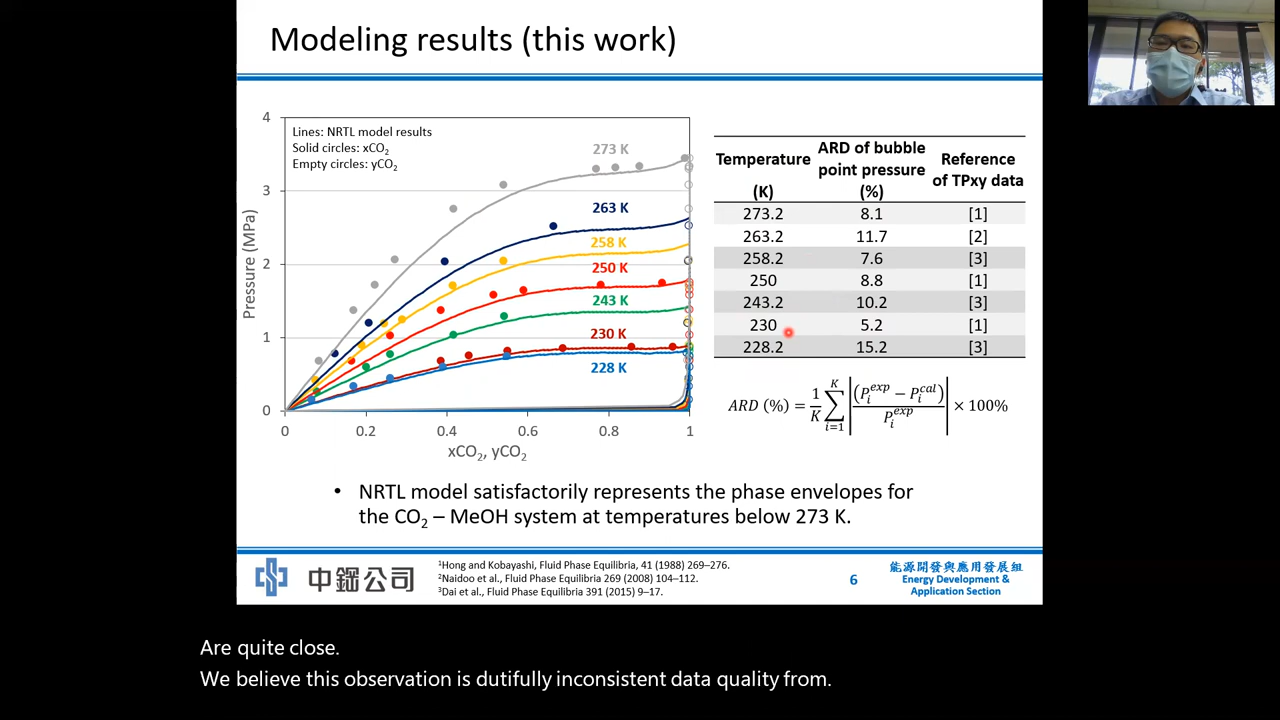 Modeling results (this work)
Lines: NRTL model results
Solid circles: xCO₂
Empty circles: yCO₂
4
3
2
1
0
Pressure (MPa)
273 K
263 K
258 K
250 K
243 K
230 K
228 K
0 0.2 0.4 0.6 0.8 1
xCO₂, yCO₂
Temperature (K) ARD of bubble point pressure (%) Reference of TPxy data
273.2 8.1 [1]
263.2 11.7 [2]
258.2 7.6 [3]
250 8.8 [1]
243.2 10.2 [3]
230 5.2 [1]
228.2 15.2 [3]
ARD (%) = 1/K ∑ᵢ₌₁ᴷ |(Pᵢᵉˣᵖ − Pᵢᶜᵃˡ)/Pᵢᵉˣᵖ| × 100%
• NRTL model satisfactorily represents the phase envelopes for
the CO₂ – MeOH system at temperatures below 273 K.
中鋼公司
¹Hong and Kobayashi, Fluid Phase Equilibria, 41 (1988) 269–276.
²Naidoo et al., Fluid Phase Equilibria 269 (2008) 104–112.
³Dai et al., Fluid Phase Equilibria 391 (2015) 9–17.
6
能源開發與應用發展組
Energy Development &
Application Section
Are quite close.
We believe this observation is dutifully inconsistent data quality from.